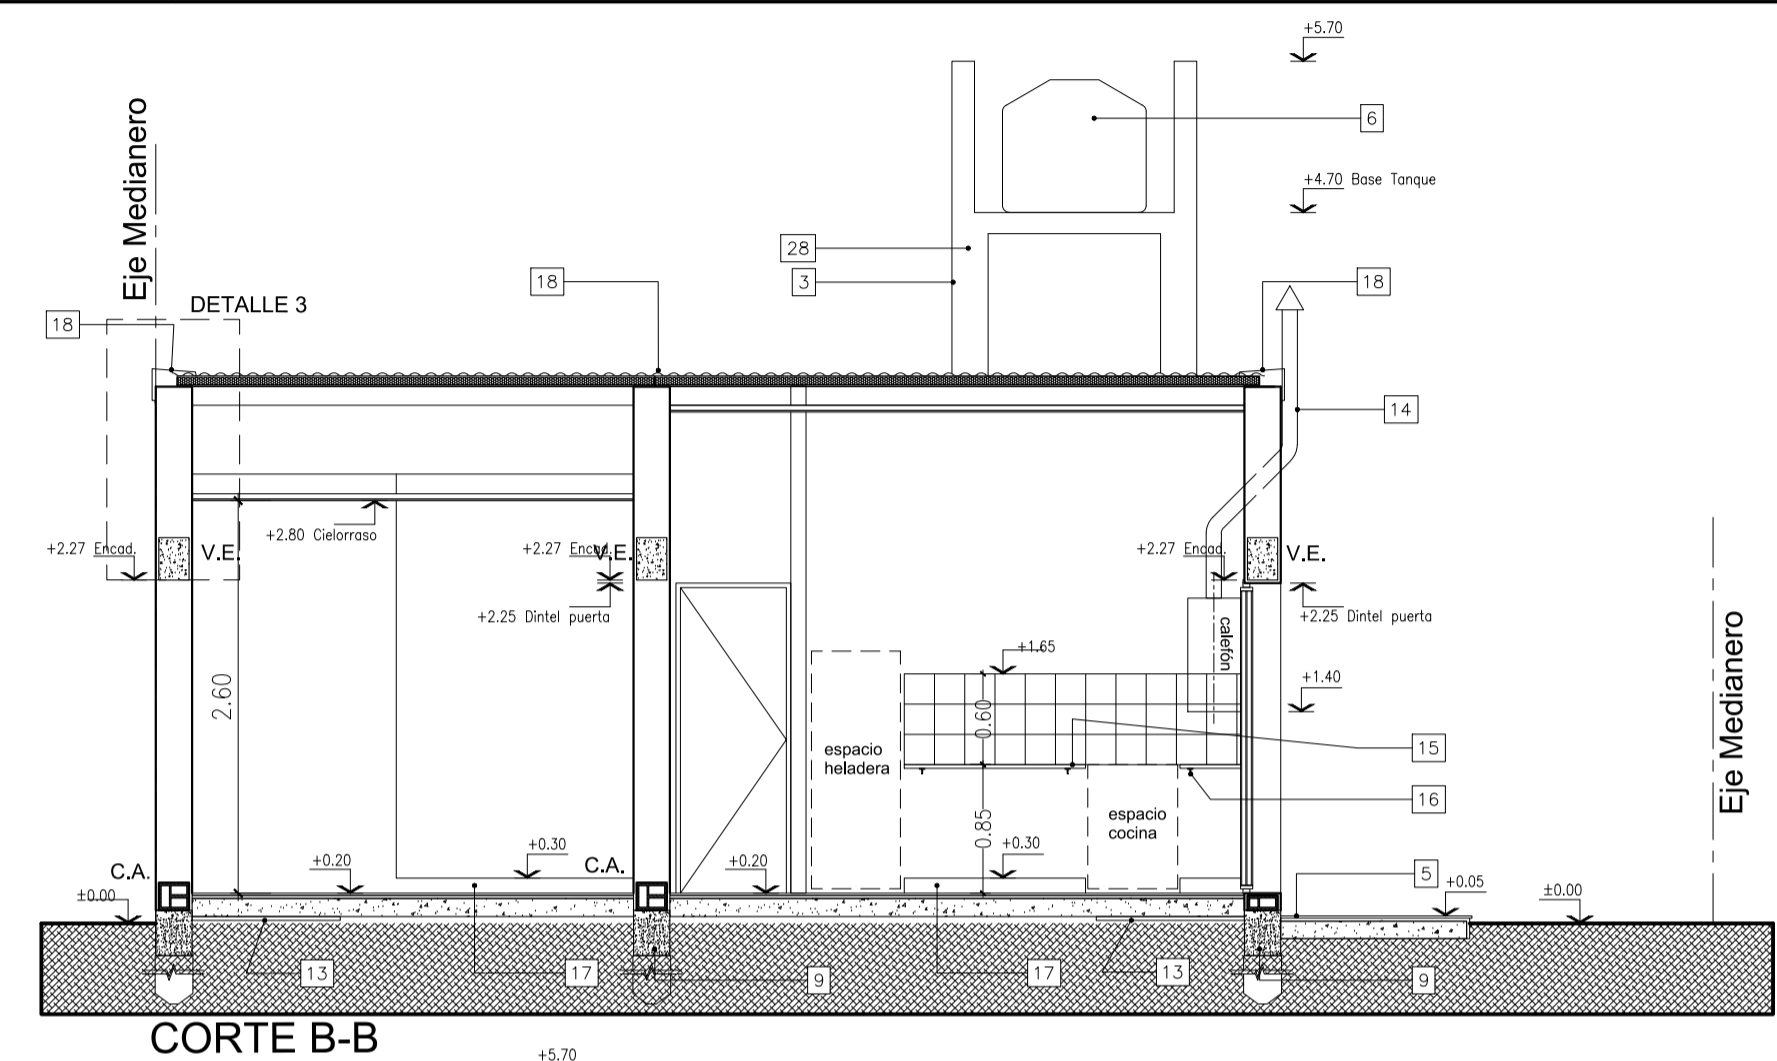 +5.70
6
Eje Medianero
+4.70 Base Tanque
28
18
3
18
DETALLE 3
18
14
+2.80 Cielorraso
+2.27 Encad.
V.E.
+2.27 Encad.
V.E.
+2.27 Encad.
V.E.
+2.25 Dintel puerta
+2.25 Dintel puerta
calefón
+1.65
+1.40
Eje Medianero
2.60
0.60
15
espacio
heladera
16
espacio
cocina
0.85
+0.30
+0.30
C.A.
+0.20
C.A.
+0.20
5
+0.05
±0.00
±0.00
13
17
9
17
13
9
CORTE B-B
+5.70